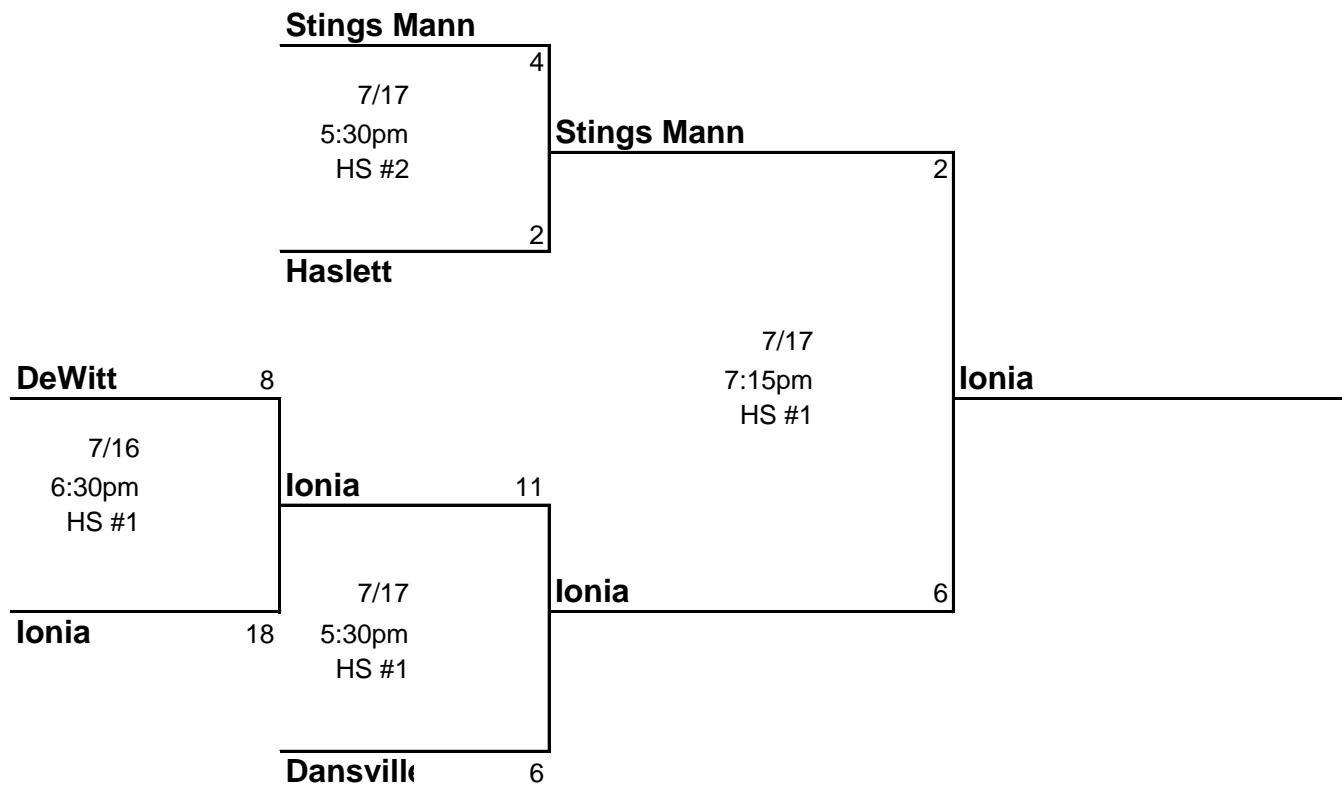 Stings Mann
4
7/17
5:30pm
HS #2
Stings Mann
2
2
Haslett
7/17
7:15pm
HS #1
DeWitt 8
Ionia
7/16
6:30pm
HS #1
Ionia 11
7/17
5:30pm
HS #1
Ionia 6
Ionia 18
Dansville 6